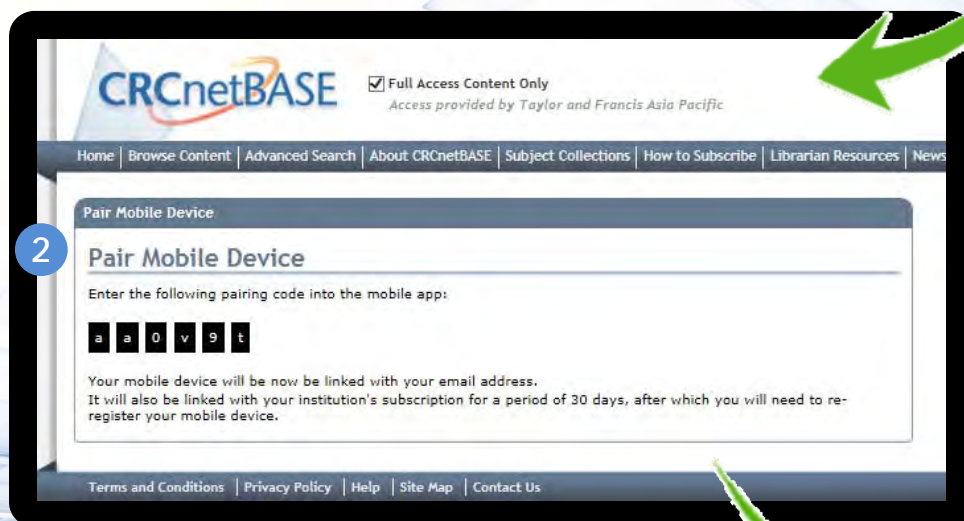 CRCnetBASE
Full Access Content Only
Access provided by Taylor and Francis Asia Pacific
Home | Browse Content | Advanced Search | About CRCnetBASE | Subject Collections | How to Subscribe | Librarian Resources | News
Pair Mobile Device
2
Pair Mobile Device
Enter the following pairing code into the mobile app:
a a 0 v 9 t
Your mobile device will be now be linked with your email address.
It will also be linked with your institution's subscription for a period of 30 days, after which you will need to re-
register your mobile device.
Terms and Conditions | Privacy Policy | Help | Site Map | Contact Us